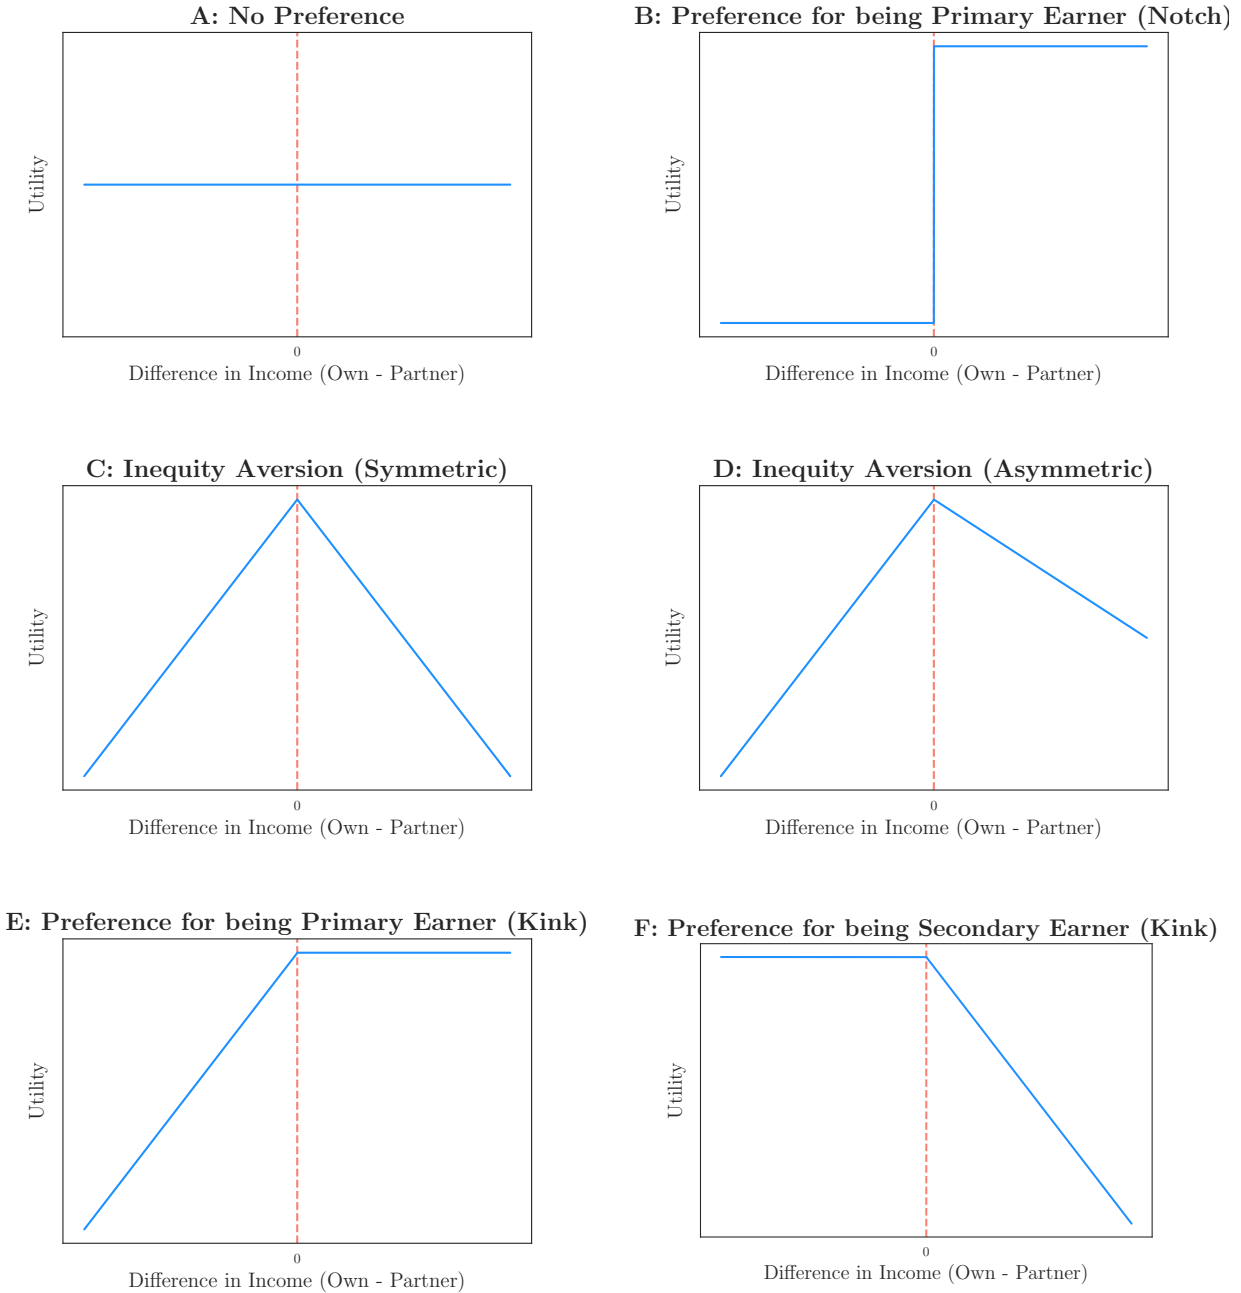 A: No Preference
Utility
0
Difference in Income (Own - Partner)
B: Preference for being Primary Earner (Notch)
Utility
0
Difference in Income (Own - Partner)
C: Inequity Aversion (Symmetric)
Utility
0
Difference in Income (Own - Partner)
D: Inequity Aversion (Asymmetric)
Utility
0
Difference in Income (Own - Partner)
E: Preference for being Primary Earner (Kink)
Utility
0
Difference in Income (Own - Partner)
F: Preference for being Secondary Earner (Kink)
Utility
0
Difference in Income (Own - Partner)